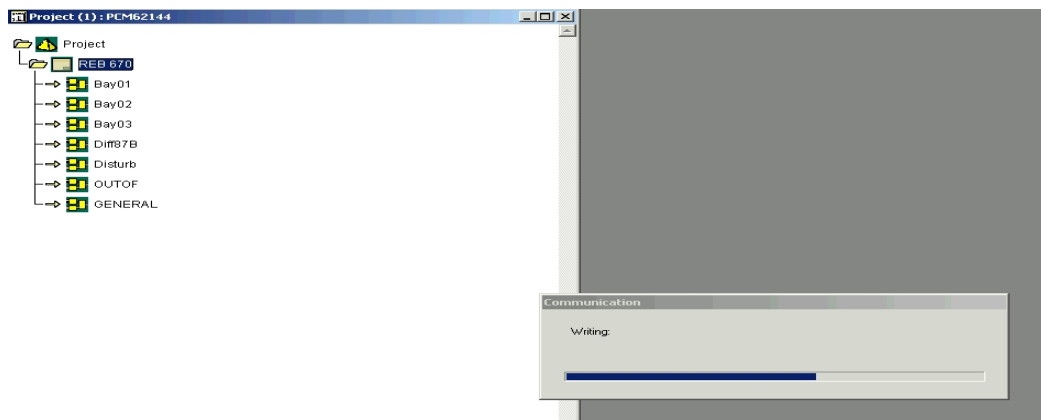 Project (1) : PCM62144
Project
REB 670
Bay01
Bay02
Bay03
Diff87B
Disturb
OUTOF
GENERAL
Communication
Writing: